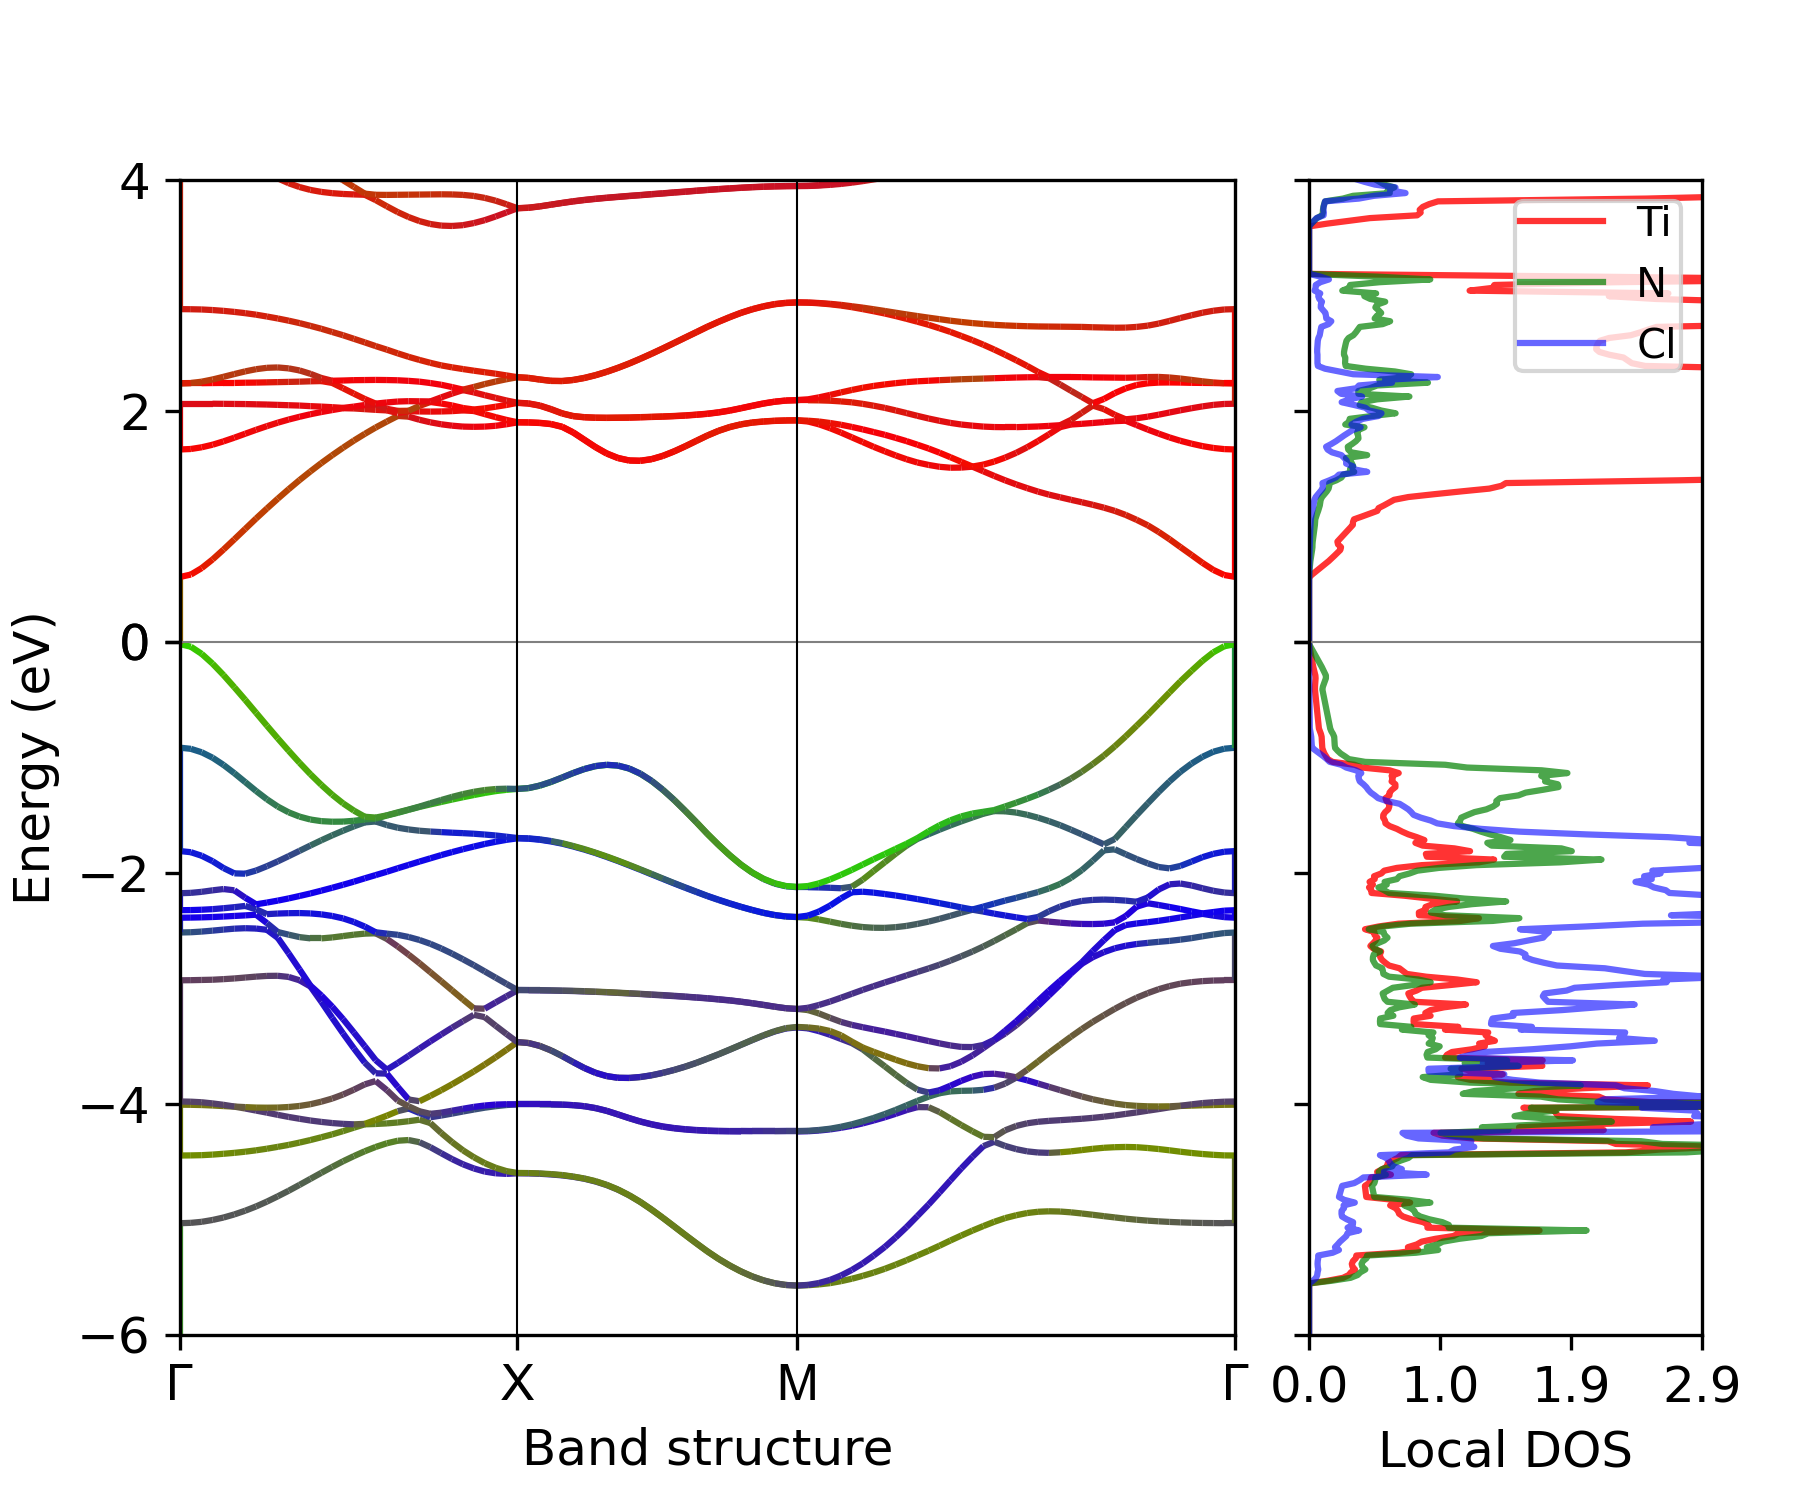 4
2
0
−2
−4
−6
Energy (eV)
Γ X M Γ
Band structure
Ti
N
Cl
0.0 1.0 1.9 2.9
Local DOS